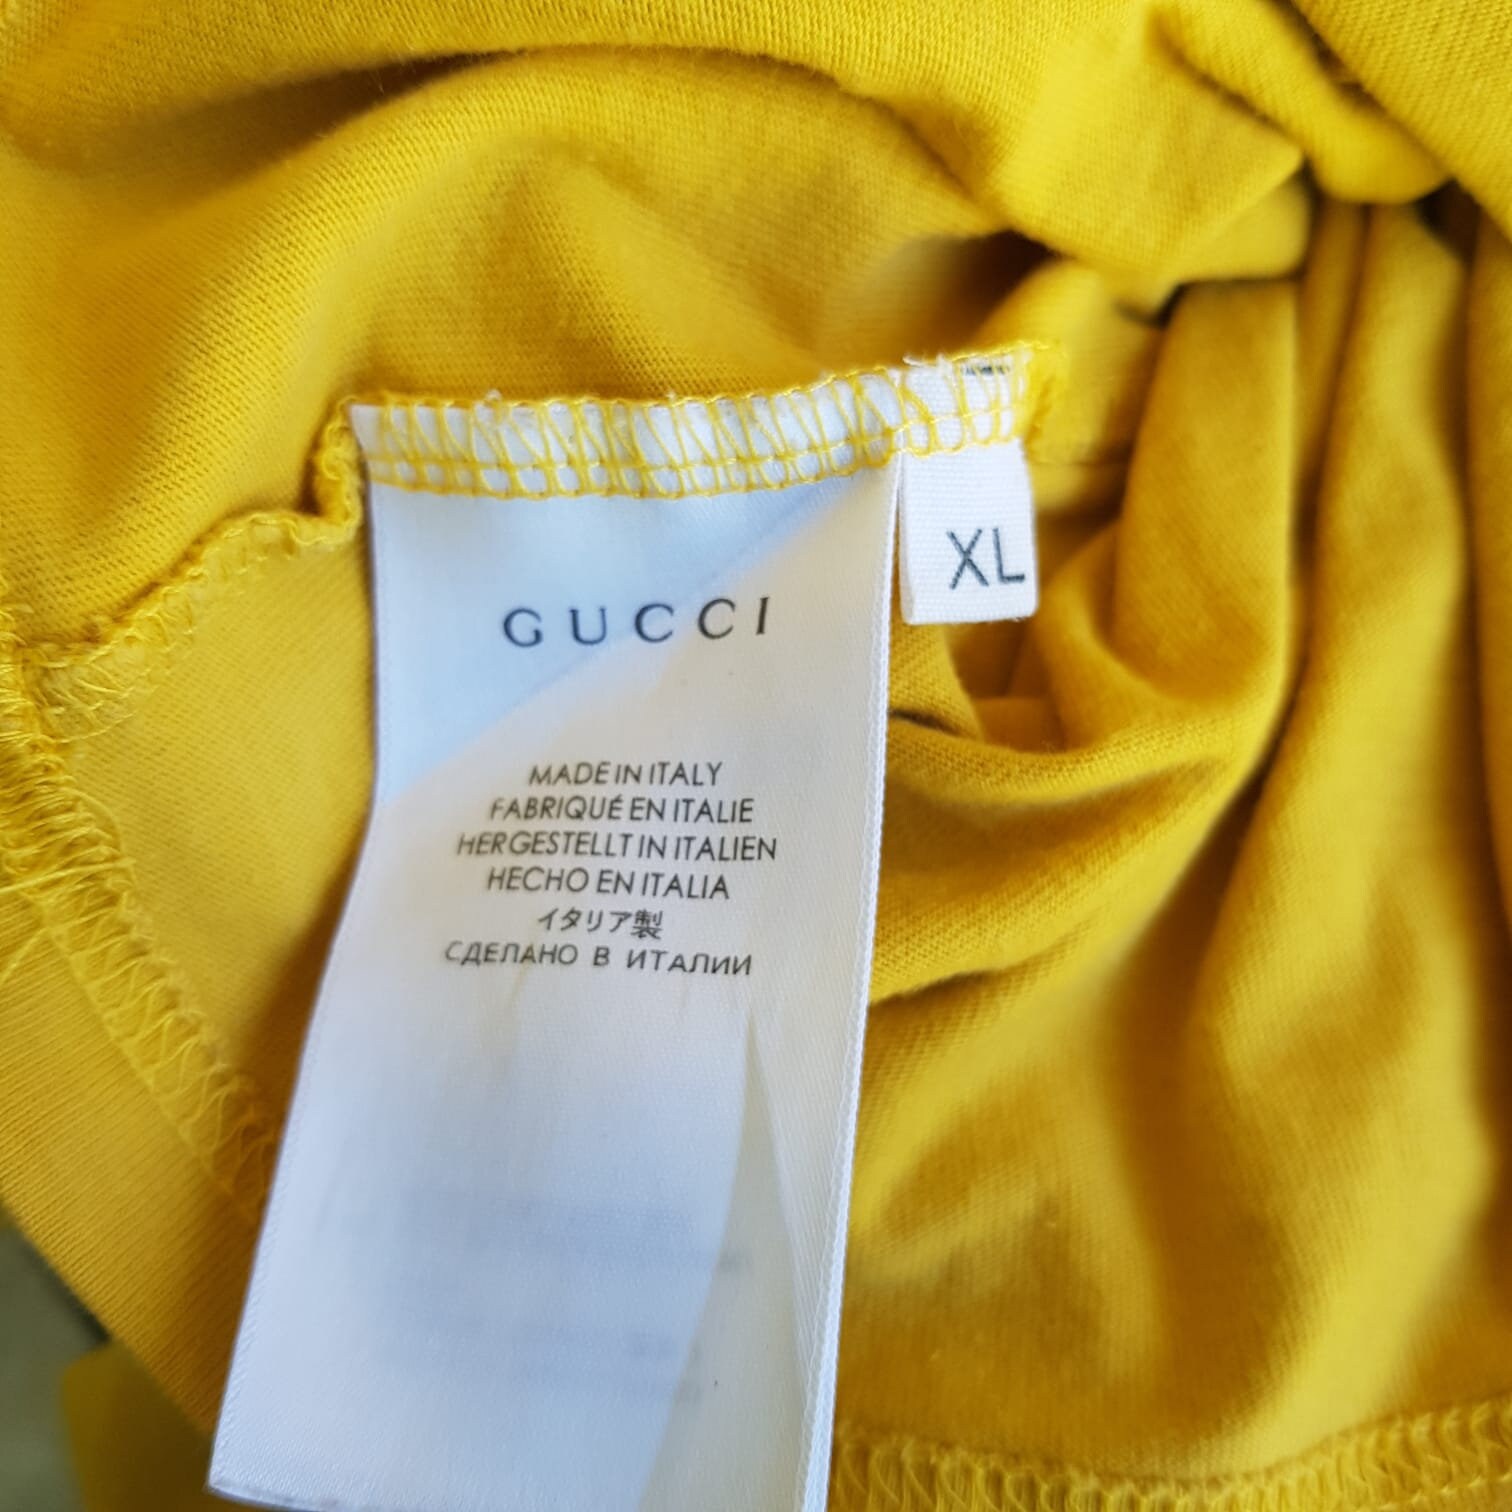 XL
GUCCI
MADE IN ITALY
FABRIQUÉ EN ITALIE
HERGESTELLT IN ITALIEN
HECHO EN ITALIA
イタリア製
СДЕЛАНО В ИТАЛИИ